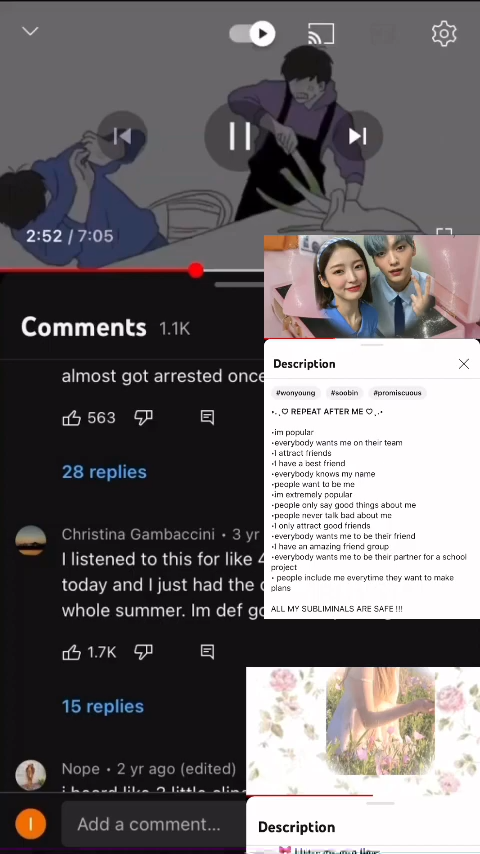 2:52 / 7:05
Comments 1.1K
almost got arrested once
563
28 replies
Christina Gambaccini • 3 yr
I listened to this for like
today and I just had the
whole summer. Im def
1.7K
15 replies
Nope • 2 yr ago (edited)
I
Add a comment...
Description
#wonyoung #soobin #promiscuous
•.¸♡ REPEAT AFTER ME ♡¸.•
•im popular
•everybody wants me on their team
•I attract friends
•I have a best friend
•everybody knows my name
•people want to be me
•im extremely popular
•people only say good things about me
•people never talk bad about me
•I only attract good friends
•everybody wants me to be their friend
•I have an amazing friend group
•everybody wants me to be their partner for a school
project
• people include me everytime they want to make
plans
ALL MY SUBLIMINALS ARE SAFE !!!
Description